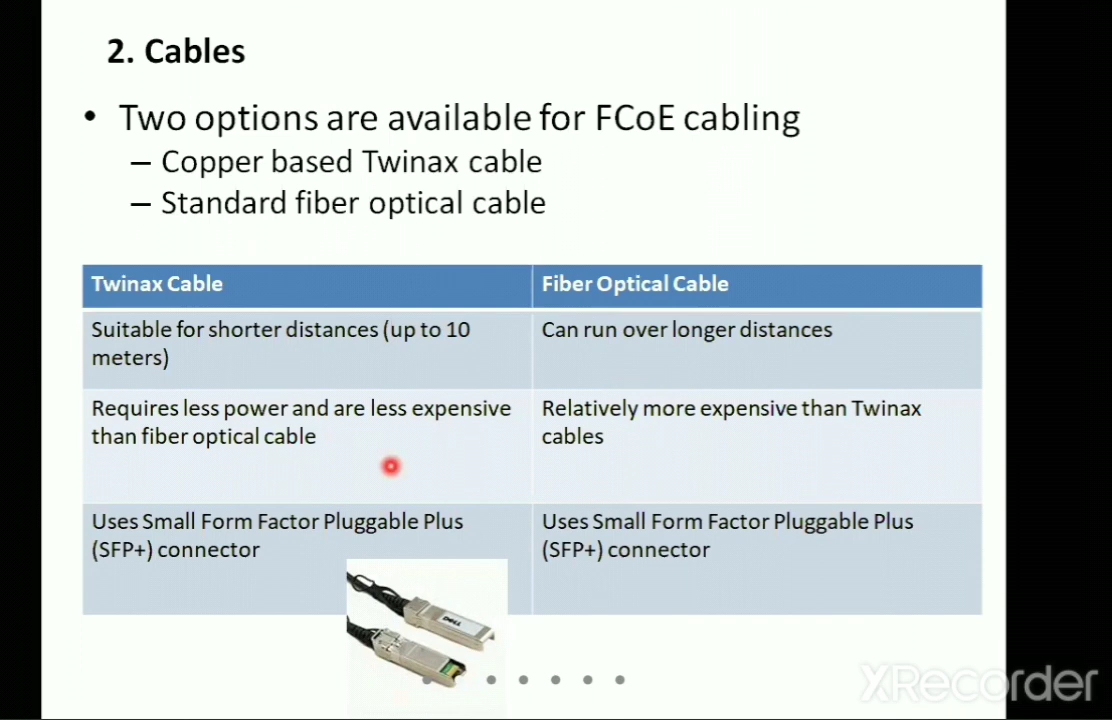 2. Cables
• Two options are available for FCoE cabling
– Copper based Twinax cable
– Standard fiber optical cable
Twinax Cable
Fiber Optical Cable
Suitable for shorter distances (up to 10
meters)
Can run over longer distances
Requires less power and are less expensive
than fiber optical cable
Relatively more expensive than Twinax
cables
Uses Small Form Factor Pluggable Plus
(SFP+) connector
Uses Small Form Factor Pluggable Plus
(SFP+) connector
DELL
XRecorder